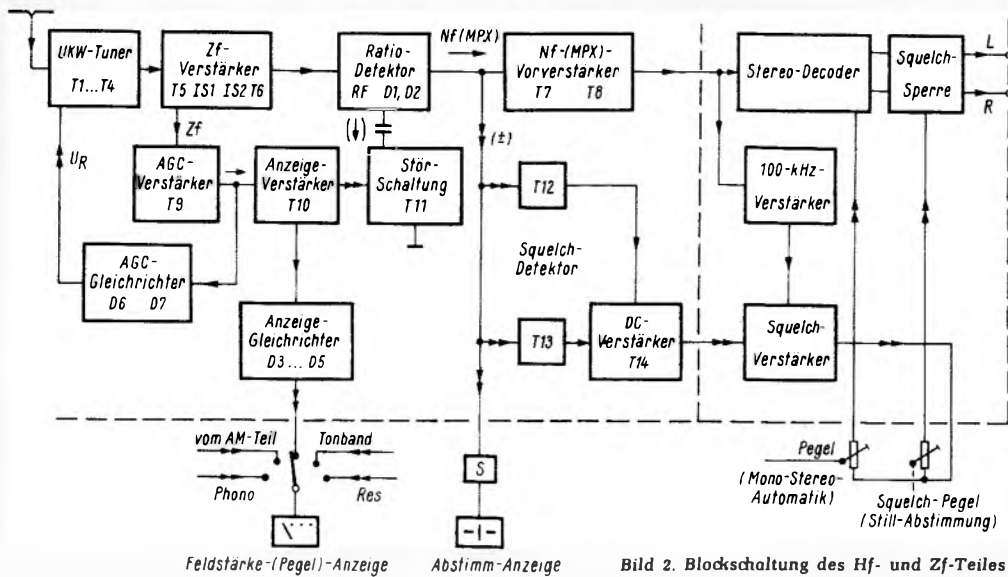 Nf(MPX)
UKW-Tuner
T1...T4
Zf-
Verstärker
T5 IS1 IS2 T6
Ratio-
Detektor
RF D1, D2
Nf-(MPX)-
Vorverstärker
T7 T8
Stereo-Decoder
Squelch-
Sperre
L
R
Zf
(↓)
(±)
UR
AGC-
Verstärker
T9
Anzeige-
Verstärker
T10
Stör-
Schaltung
T11
T12
100-kHz-
Verstärker
Squelch-
Detektor
AGC-
Gleichrichter
D6 D7
Anzeige-
Gleichrichter
D3...D5
T13
DC-
Verstärker
T14
Squelch-
Verstärker
vom AM-Teil
Tonband
Phono
Res
S
Pegel
(Mono-Stereo-
Automatik)
Squelch-Pegel
(Still-Abstimmung)
Feldstärke-(Pegel)-Anzeige
Abstimm-Anzeige
Bild 2. Blockschaltung des Hf- und Zf-Teiles